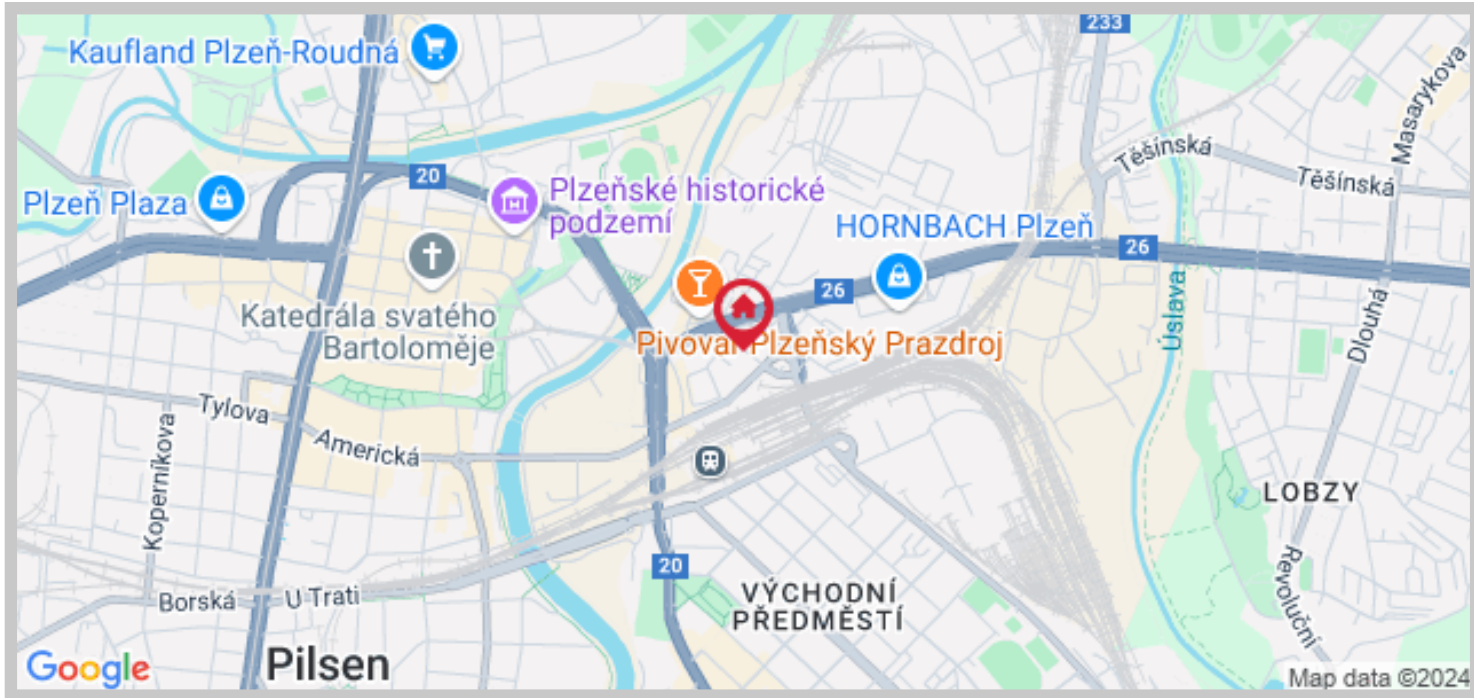 233
Kaufland Plzeň-Roudná
Masarykova
Těšínská
Těšínská
20
Plzeň Plaza
Plzeňské historické
podzemí
HORNBACH Plzeň
26
26
Katedrála svatého
Bartoloměje
Pivovar Plzeňský Prazdroj
Úslava
Dlouhá
Tylova
Americká
Koperníkova
LOBZY
20
Revoluční
VÝCHODNÍ
PŘEDMĚSTÍ
Borská
U Trati
Google
Pilsen
Map data ©2024